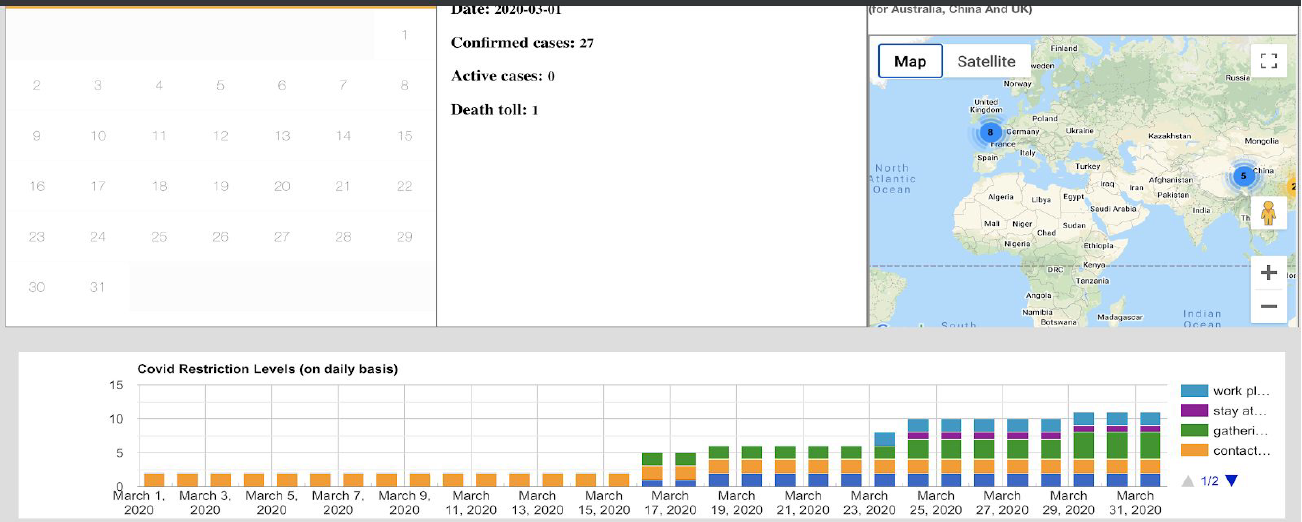 Date: 2020-03-01
(for Australia, China And UK)
1
2 3 4 5 6 7 8
9 10 11 12 13 14 15
16 17 18 19 20 21 22
23 24 25 26 27 28 29
30 31
Confirmed cases: 27
Active cases: 0
Death toll: 1
Map Satellite
Finland
weden
Norway
Russia
United
Kingdom
Poland
8
Germany
Ukraine
Kazakhstan
Mongolia
France
Italy
Spain
Turkey
5
China
2
North
Atlantic
Ocean
Afghanistan
Iraq
Iran
Pakistan
Algeria
Libya
Egypt
Saudi Arabia
India
Th
Mali
Niger
Sudan
Chad
Nigeria
Ethiopia
DRC
Kenya
Tanzania
Angola
Namibia
Madagascar
Botswana
Indian
Ocean
South
+
−
Covid Restriction Levels (on daily basis)
15
10
5
0
March 1, 2020
March 3, 2020
March 5, 2020
March 7, 2020
March 9, 2020
March 11, 2020
March 13, 2020
March 15, 2020
March 17, 2020
March 19, 2020
March 21, 2020
March 23, 2020
March 25, 2020
March 27, 2020
March 29, 2020
March 31, 2020
work pl...
stay at...
gatheri...
contact...
1/2